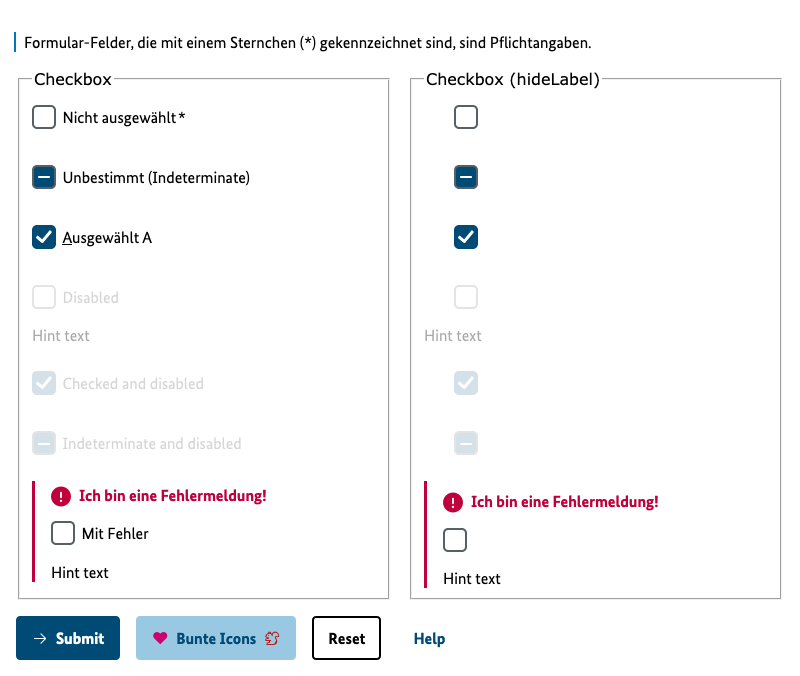 Formular-Felder, die mit einem Sternchen (*) gekennzeichnet sind, sind Pflichtangaben.
Checkbox
Nicht ausgewählt*
Unbestimmt (Indeterminate)
Ausgewählt A
Disabled
Hint text
Checked and disabled
Indeterminate and disabled
Ich bin eine Fehlermeldung!
Mit Fehler
Hint text
Checkbox (hideLabel)
Hint text
Ich bin eine Fehlermeldung!
Hint text
→ Submit
Bunte Icons
Reset
Help